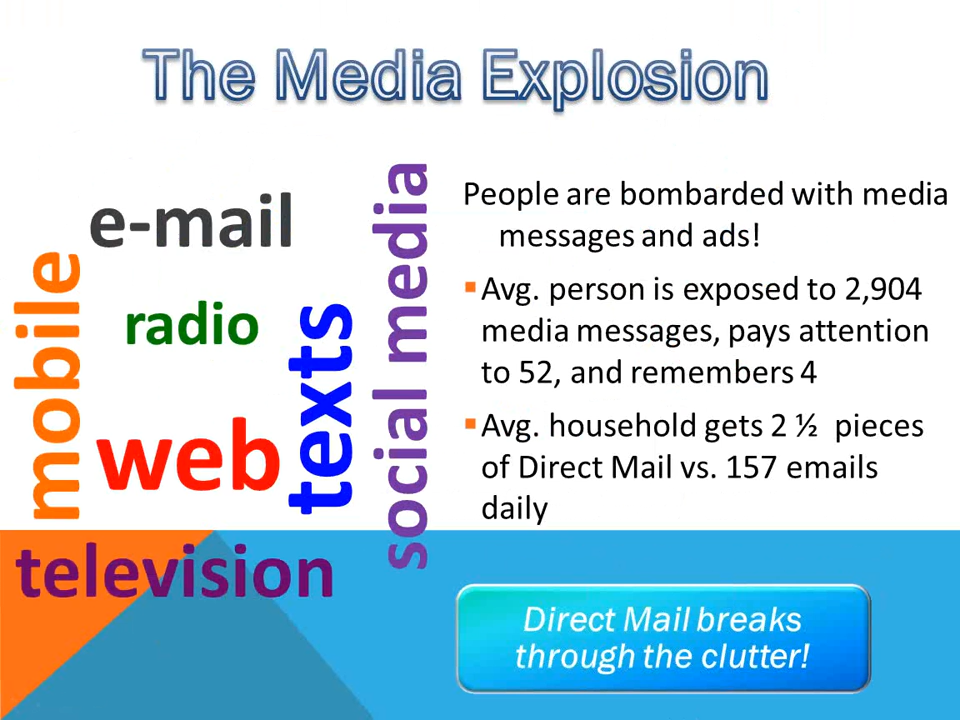 The Media Explosion
e-mail
mobile
radio
texts
social media
web
television
People are bombarded with media
messages and ads!
▪Avg. person is exposed to 2,904
media messages, pays attention
to 52, and remembers 4
▪Avg. household gets 2 ½ pieces
of Direct Mail vs. 157 emails
daily
Direct Mail breaks
through the clutter!